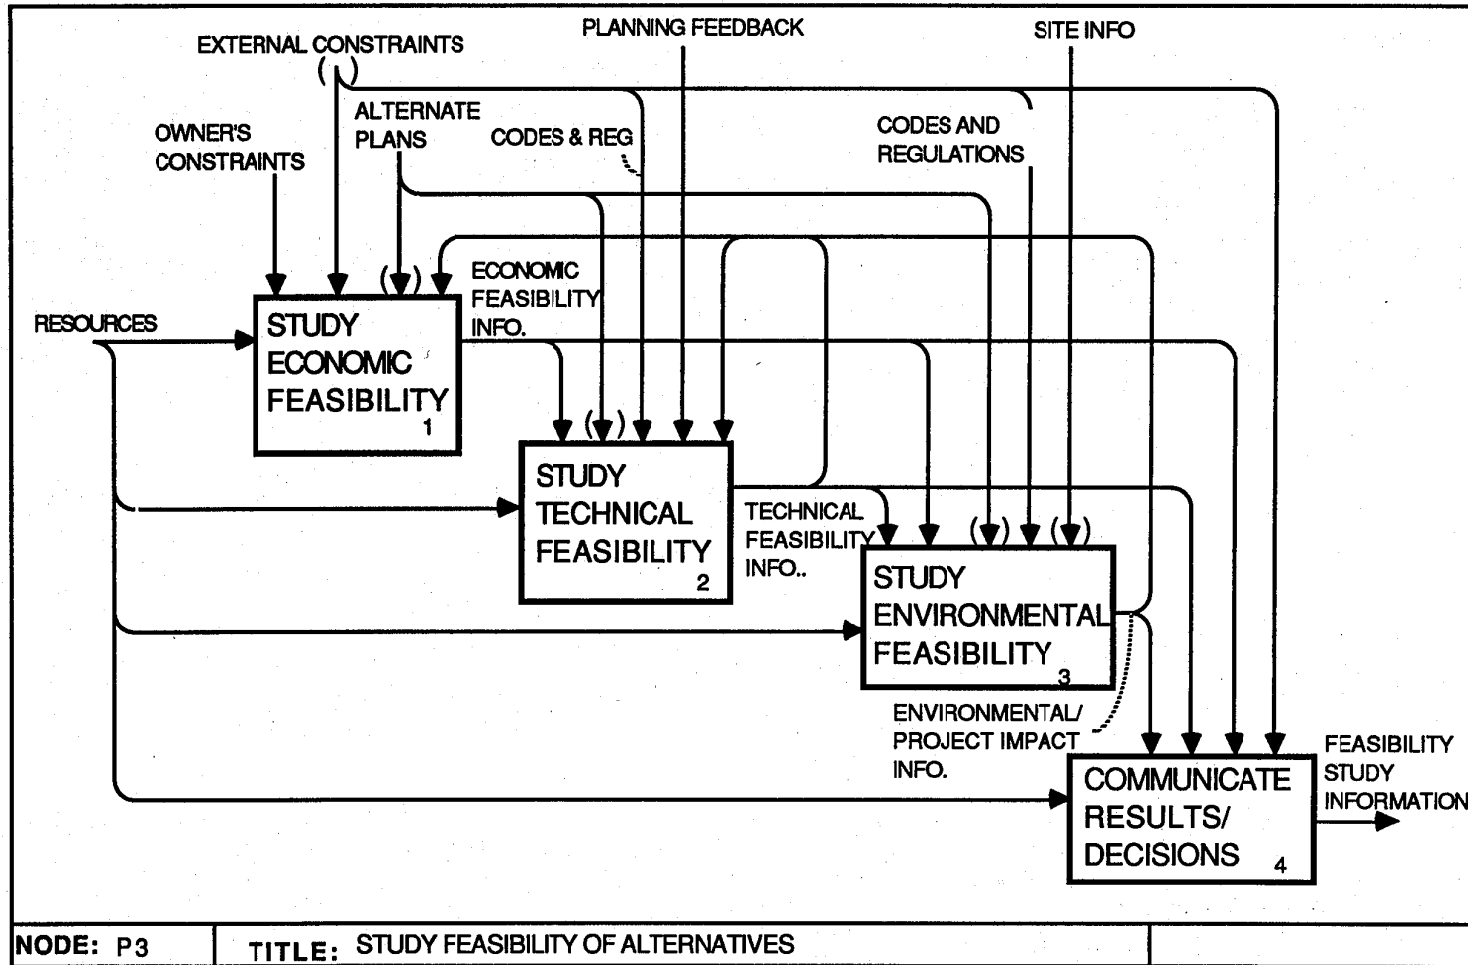 PLANNING FEEDBACK
SITE INFO
EXTERNAL CONSTRAINTS
( )
ALTERNATE
PLANS
OWNER'S
CONSTRAINTS
CODES & REG
CODES AND
REGULATIONS
( )
ECONOMIC
FEASIBILITY
INFO.
RESOURCES
STUDY
ECONOMIC
FEASIBILITY
1
( )
STUDY
TECHNICAL
FEASIBILITY
2
TECHNICAL
FEASIBILITY
INFO..
( )
( )
STUDY
ENVIRONMENTAL
FEASIBILITY
3
ENVIRONMENTAL/
PROJECT IMPACT
INFO.
COMMUNICATE
RESULTS/
DECISIONS
4
FEASIBILITY
STUDY
INFORMATION
NODE: P3
TITLE: STUDY FEASIBILITY OF ALTERNATIVES